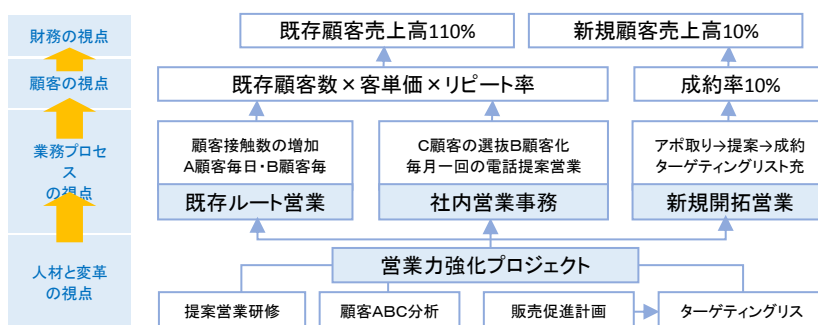 財務の視点
既存顧客売上高110%
新規顧客売上高10%
顧客の視点
既存顧客数×客単価×リピート率
成約率10%
業務プロセ
ス
の視点
顧客接触数の増加
A顧客毎日・B顧客毎
既存ルート営業
C顧客の選抜B顧客化
毎月一回の電話提案営業
社内営業事務
アポ取り→提案→成約
ターゲティングリスト充
新規開拓営業
人材と変革
の視点
営業力強化プロジェクト
提案営業研修
顧客ABC分析
販売促進計画
ターゲティングリス